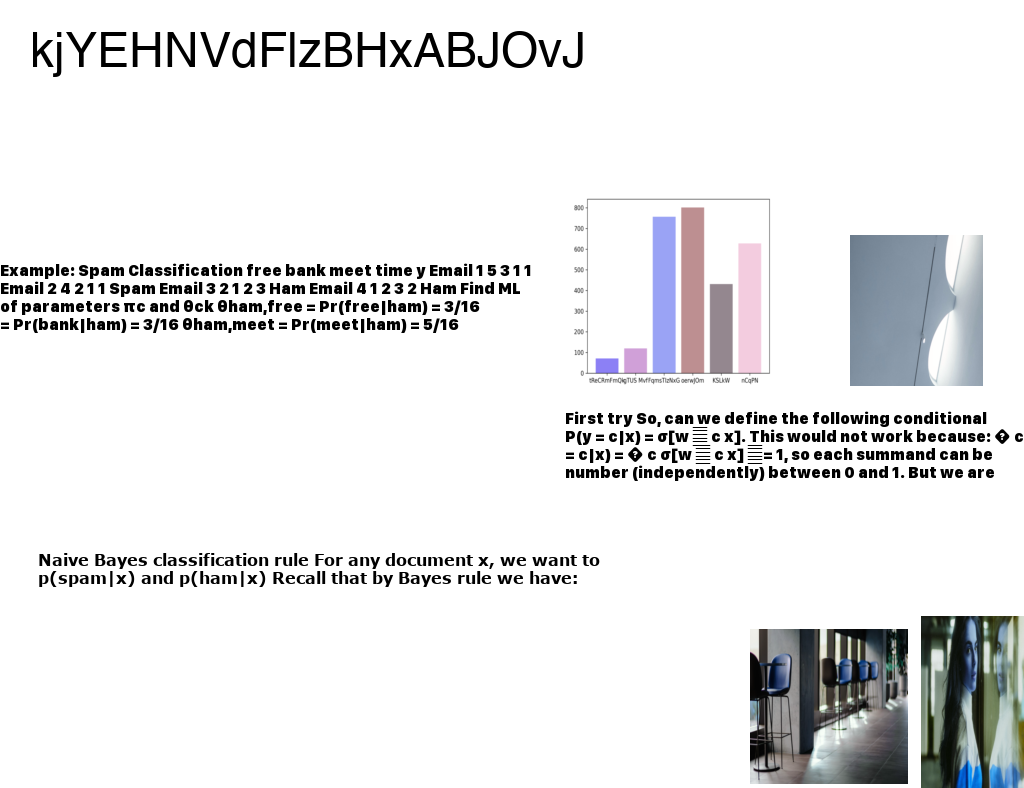 kjYEHNVdFlzBHxABJOvJ
Example: Spam Classification free bank meet time y Email 1 5 3 1 1
Email 2 4 2 1 1 Spam Email 3 2 1 2 3 Ham Email 4 1 2 3 2 Ham Find ML
of parameters πc and θck θham,free = Pr(free|ham) = 3/16
= Pr(bank|ham) = 3/16 θham,meet = Pr(meet|ham) = 5/16
800
700
600
500
400
300
200
100
0
KSLkW nCqPN
First try So, can we define the following conditional
P(y = c|x) = σ[w c x]. This would not work because: � c
= c|x) = � c σ[w c x] = 1, so each summand can be
number (independently) between 0 and 1. But we are
Naive Bayes classification rule For any document x, we want to
p(spam|x) and p(ham|x) Recall that by Bayes rule we have: